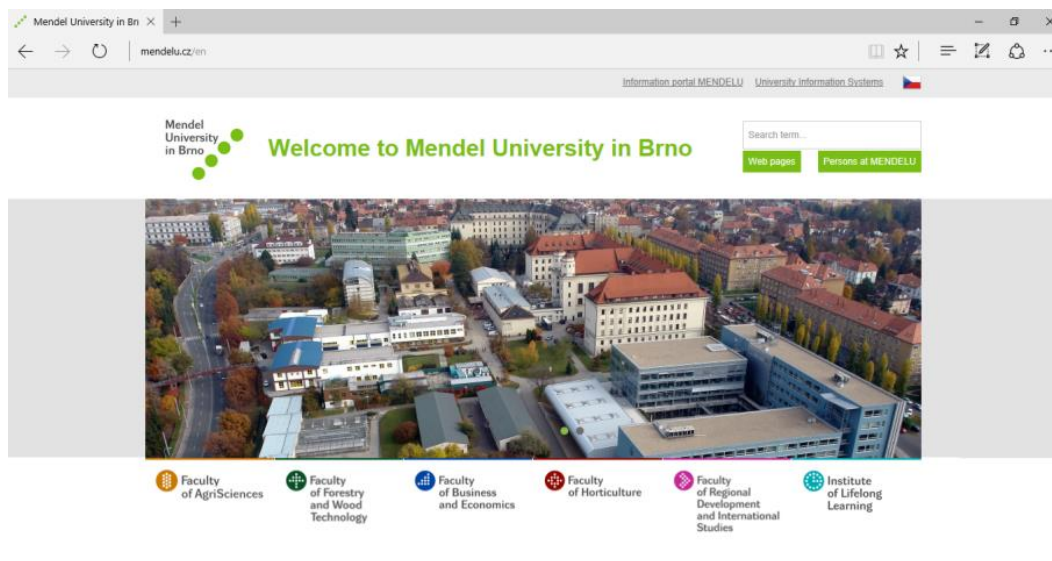 Mendel University in Bn
mendelu.cz/en
Information portal MENDELU University Information Systems
Mendel
University
in Brno
Welcome to Mendel University in Brno
Search term...
Web pages Persons at MENDELU
Faculty
of AgriSciences
Faculty
of Forestry
and Wood
Technology
Faculty
of Business
and Economics
Faculty
of Horticulture
Faculty
of Regional
Development
and International
Studies
Institute
of Lifelong
Learning